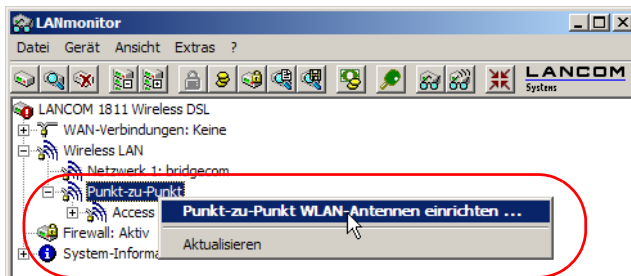 LANmonitor
Datei Gerät Ansicht Extras ?
LANCOM
Systems
LANCOM 1811 Wireless DSL
WAN-Verbindungen: Keine
Wireless LAN
Netzwerk 1: bridgecom
Punkt-zu-Punkt
Access
Punkt-zu-Punkt WLAN-Antennen einrichten ...
Firewall: Aktiv
Aktualisieren
System-Informa